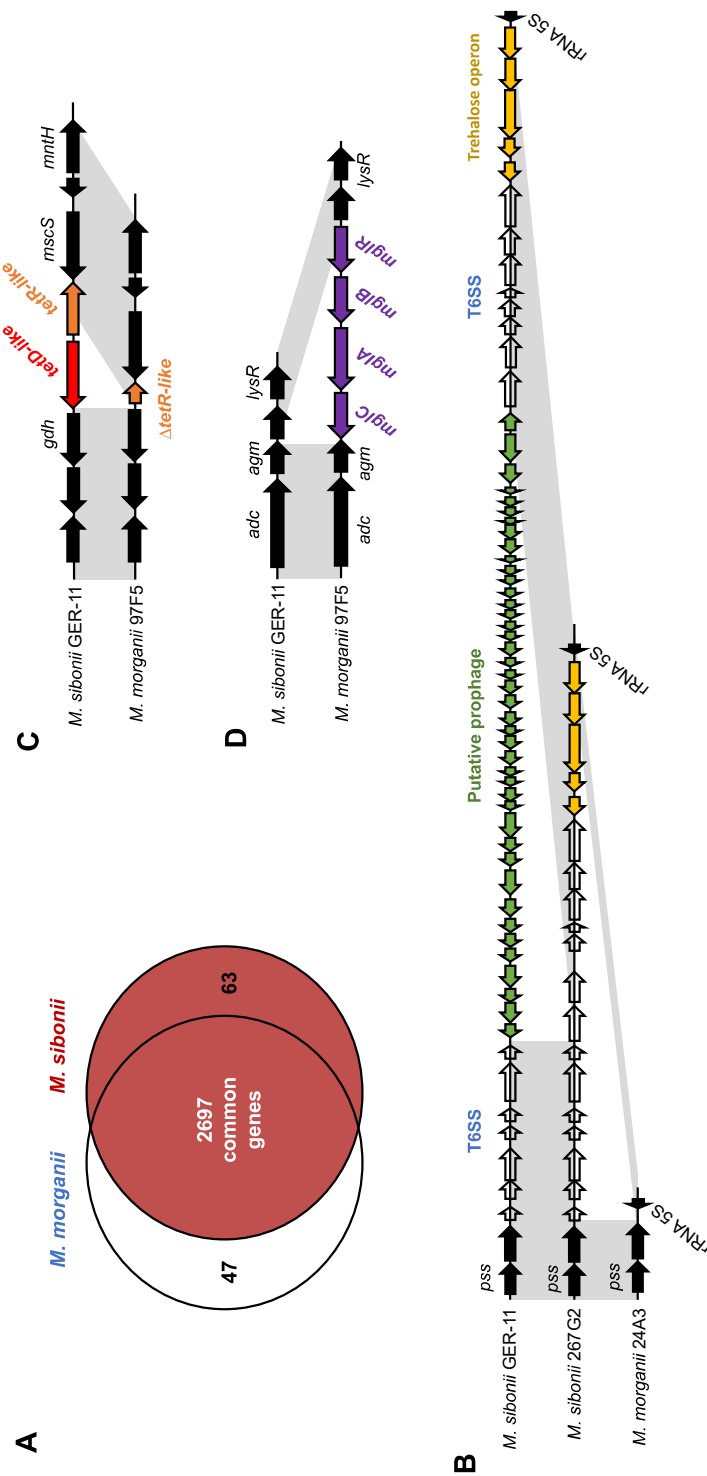 A
M. morganii
M. sibonii
47
2697
common
genes
63
B
T6SS
Putative prophage
T6SS
Trehalose operon
M. sibonii GER-11
pss
rRNA 5S
M. sibonii 267G2
pss
rRNA 5S
M. morganii 24A3
pss
rRNA 5S
C
M. sibonii GER-11
gdh
tetD-like
tetR-like
mscS
mntH
M. morganii 97F5
ΔtetR-like
D
M. sibonii GER-11
adc
agm
lysR
M. morganii 97F5
adc
agm
mglC
mglA
mglB
mglR
lysR